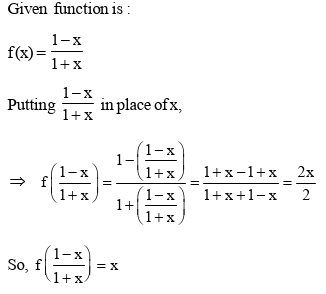 Given function is :
f(x) = \frac{1-x}{1+x}
Putting \frac{1-x}{1+x} in place of x,
⇒ f\left(\frac{1-x}{1+x}\right) = \frac{1-\left(\frac{1-x}{1+x}\right)}{1+\left(\frac{1-x}{1+x}\right)} = \frac{1+x-1+x}{1+x+1-x} = \frac{2x}{2}
So, f\left(\frac{1-x}{1+x}\right) = x